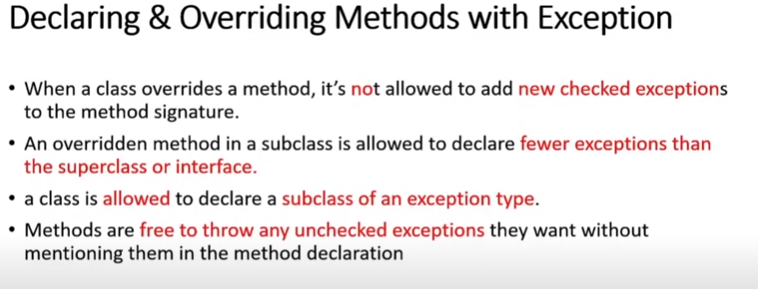 Declaring & Overriding Methods with Exception
• When a class overrides a method, it's not allowed to add new checked exceptions
to the method signature.
• An overridden method in a subclass is allowed to declare fewer exceptions than
the superclass or interface.
• a class is allowed to declare a subclass of an exception type.
• Methods are free to throw any unchecked exceptions they want without
mentioning them in the method declaration